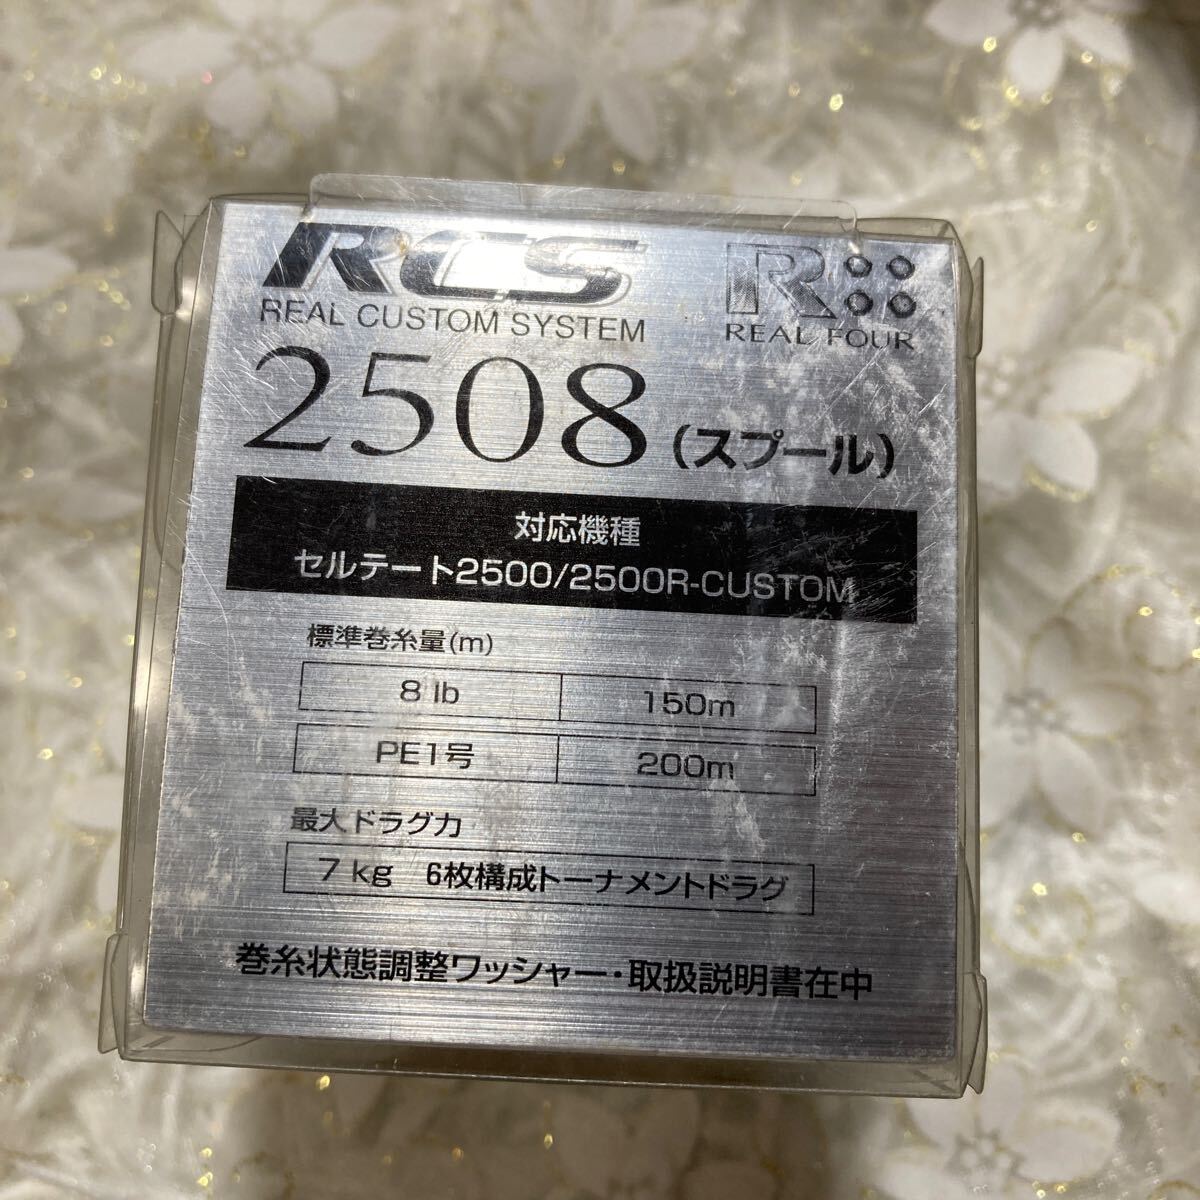 RCS
REAL CUSTOM SYSTEM
R
REAL FOUR
2508(スプール)
対応機種
セルテート2500/2500R-CUSTOM
標準巻糸量(m)
8 lb 150m
PE1号 200m
最大ドラグ力
7 kg 6枚構成トーナメントドラグ
巻糸状態調整ワッシャー・取扱説明書在中